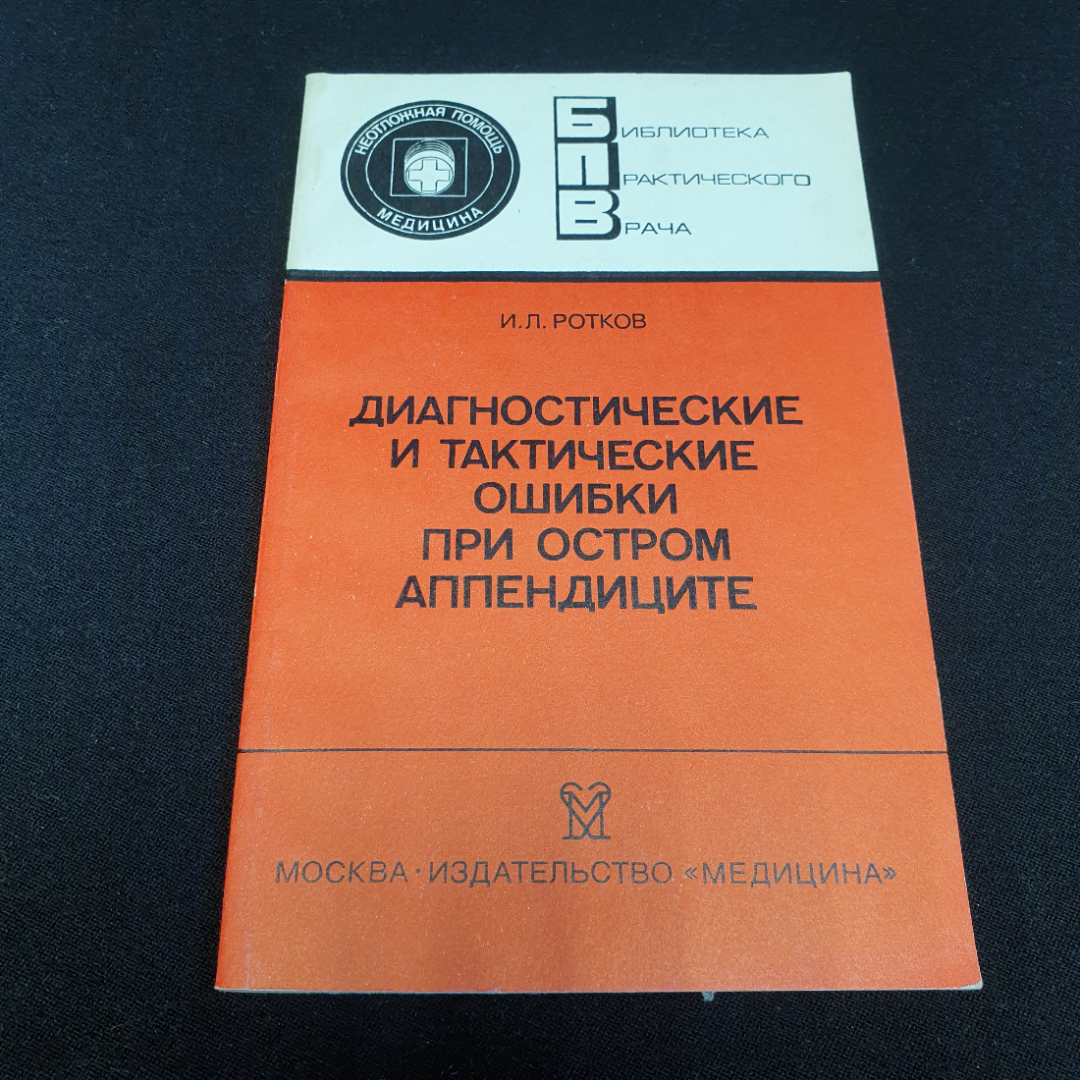 НЕОТЛОЖНАЯ ПОМОЩЬ
МЕДИЦИНА
БИБЛИОТЕКА
ПРАКТИЧЕСКОГО
ВРАЧА
И.Л. РОТКОВ
ДИАГНОСТИЧЕСКИЕ
И ТАКТИЧЕСКИЕ
ОШИБКИ
ПРИ ОСТРОМ
АППЕНДИЦИТЕ
МОСКВА · ИЗДАТЕЛЬСТВО «МЕДИЦИНА»